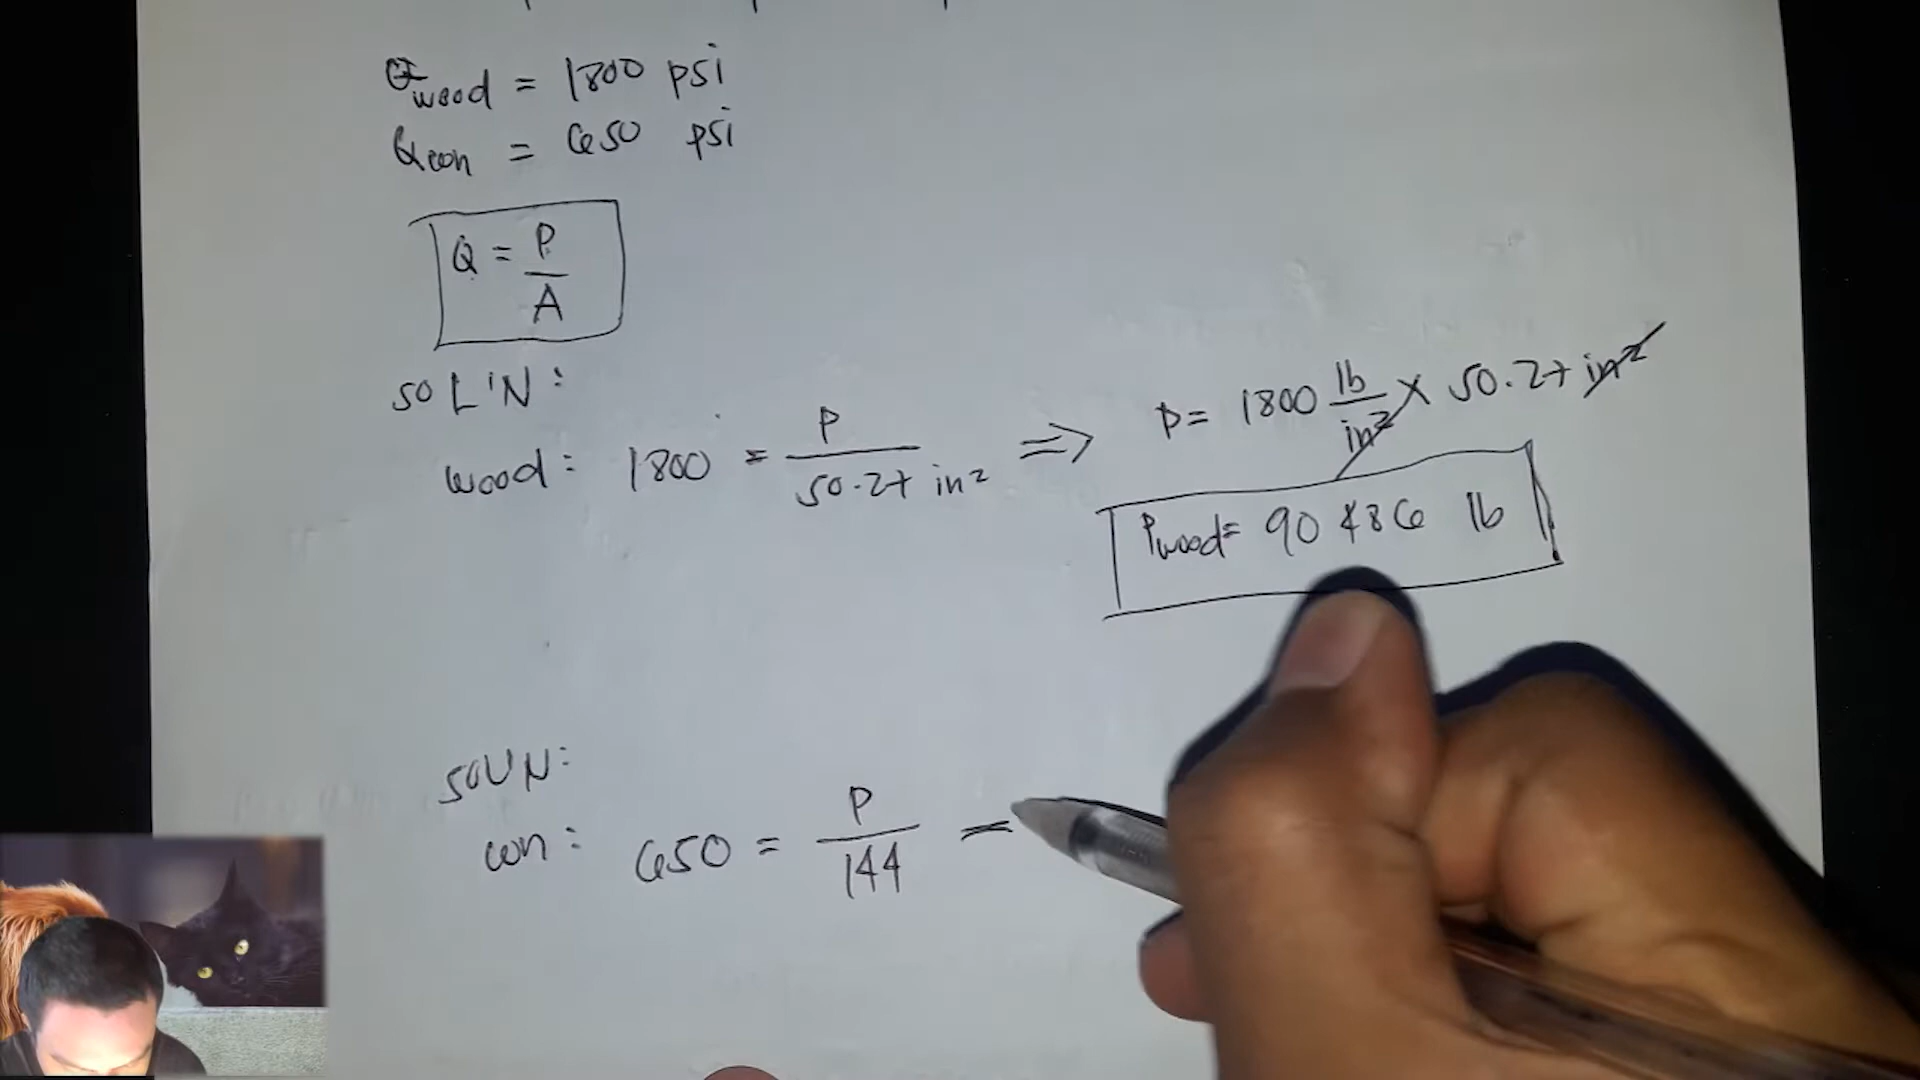 σwood = 1800 psi
σcon = 650 psi
σ = P
A
SOL'N:
wood: 1800 = P / 50.27 in² => P = 1800 lb/in² × 50.27 in²
Pwood = 90486 lb
SOL'N:
con: 650 = P / 144 =